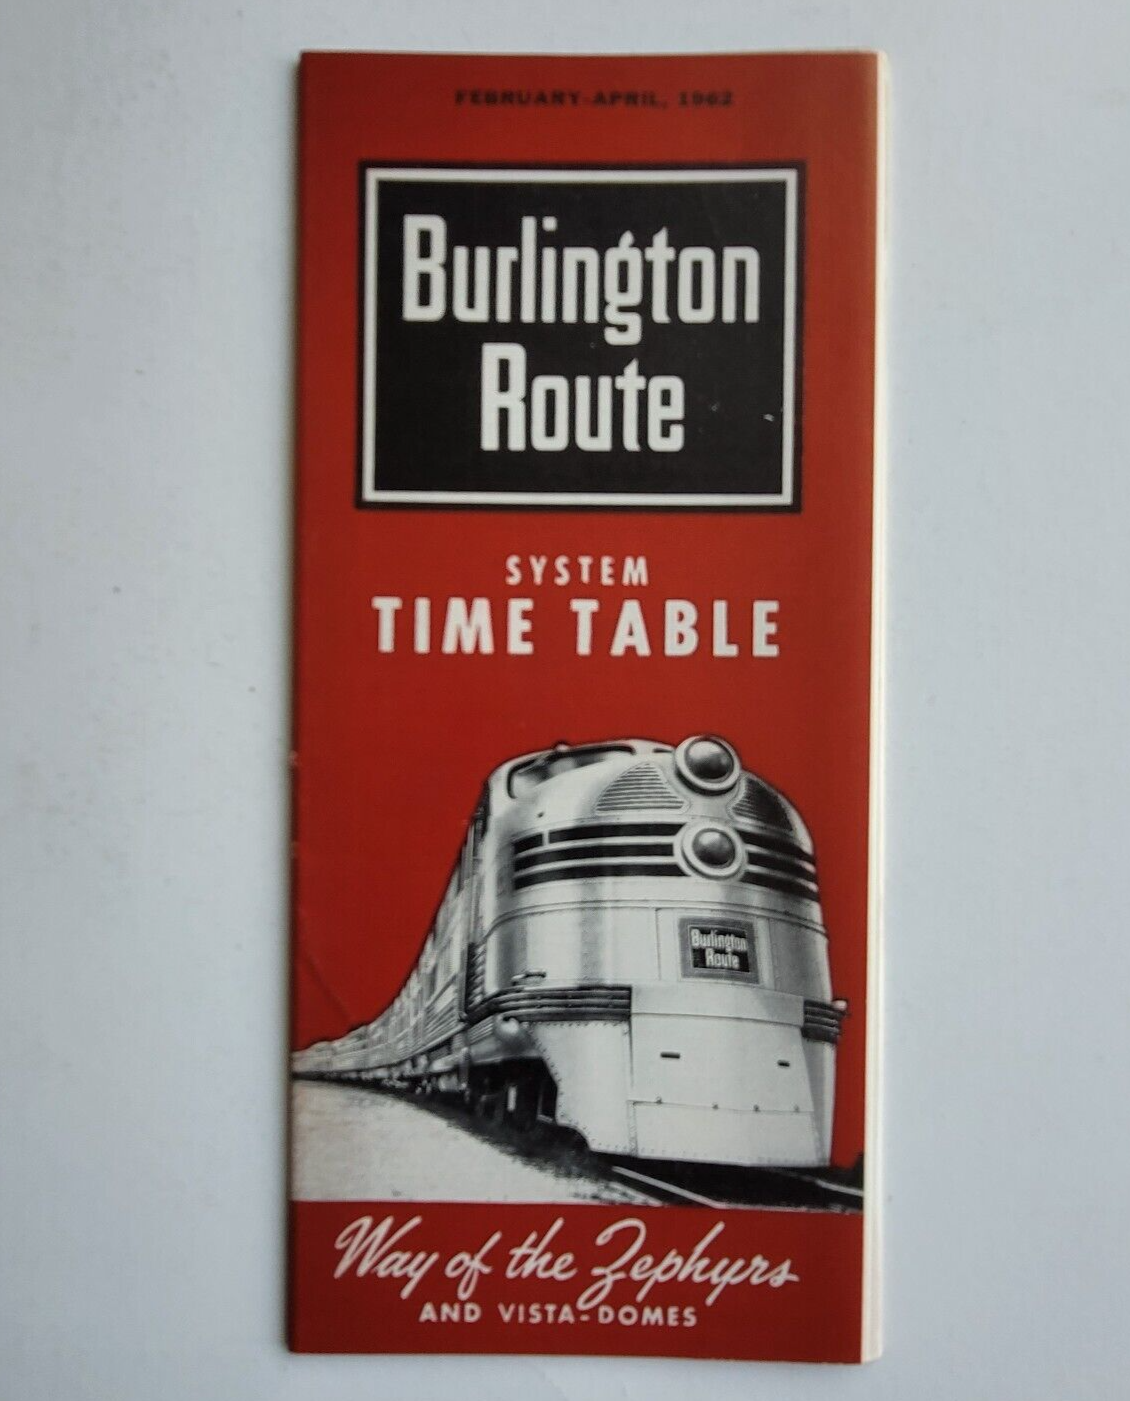 FEBRUARY-APRIL, 1962
Burlington
Route
SYSTEM
TIME TABLE
Burlington
Route
Way of the Zephyrs
AND VISTA-DOMES